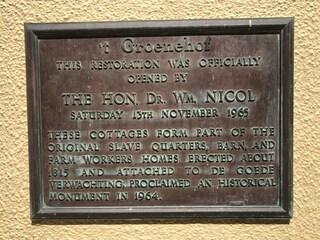 't Groenehof
THIS RESTORATION WAS OFFICIALLY
OPENED BY
THE HON. DR. WM. NICOL
SATURDAY 13TH NOVEMBER 1965
THESE COTTAGES FORM PART OF THE
ORIGINAL SLAVE QUARTERS, BARN, AND
FARM WORKERS HOMES ERECTED ABOUT
1815 AND ATTACHED TO DE GOEDE
VERWACHTING, PROCLAIMED AN HISTORICAL
MONUMENT IN 1964.